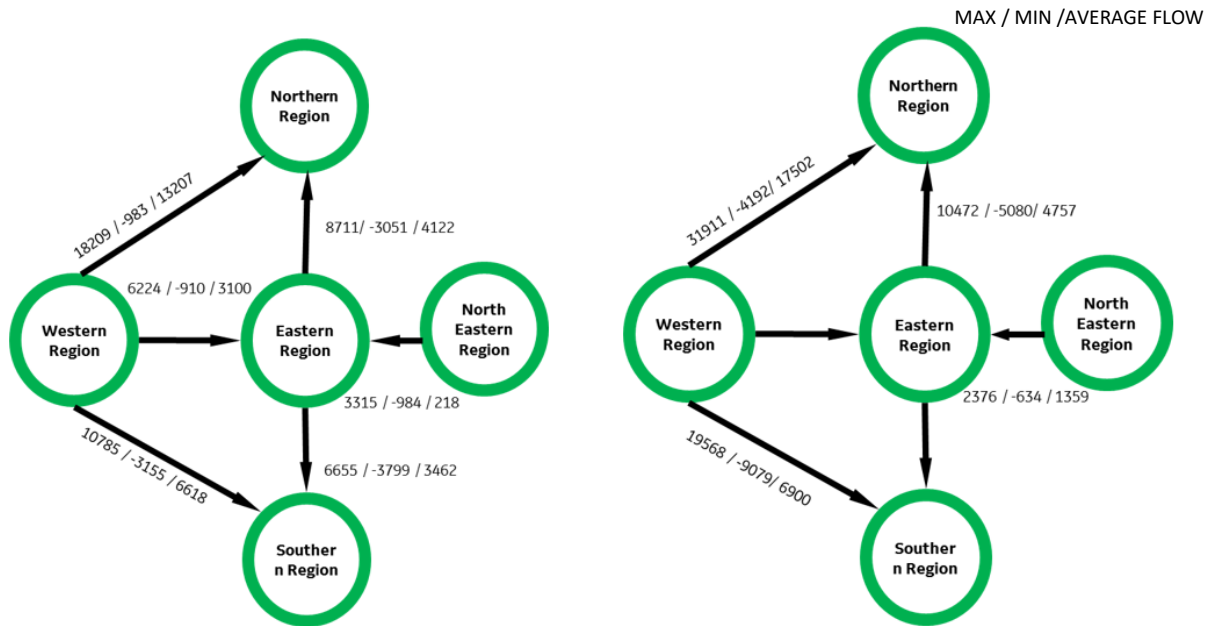 MAX / MIN /AVERAGE FLOW
Northern
Region
18209 / -983 / 13207
8711/ -3051 / 4122
6224 / -910 / 3100
Western
Region
Eastern
Region
North
Eastern
Region
3315 / -984 / 218
10785 / -3155 / 6618
6655 / -3799 / 3462
Souther
n Region
Northern
Region
31911 / -4192/ 17502
10472 / -5080/ 4757
Western
Region
Eastern
Region
North
Eastern
Region
2376 / -634 / 1359
19568 / -9079/ 6900
Souther
n Region